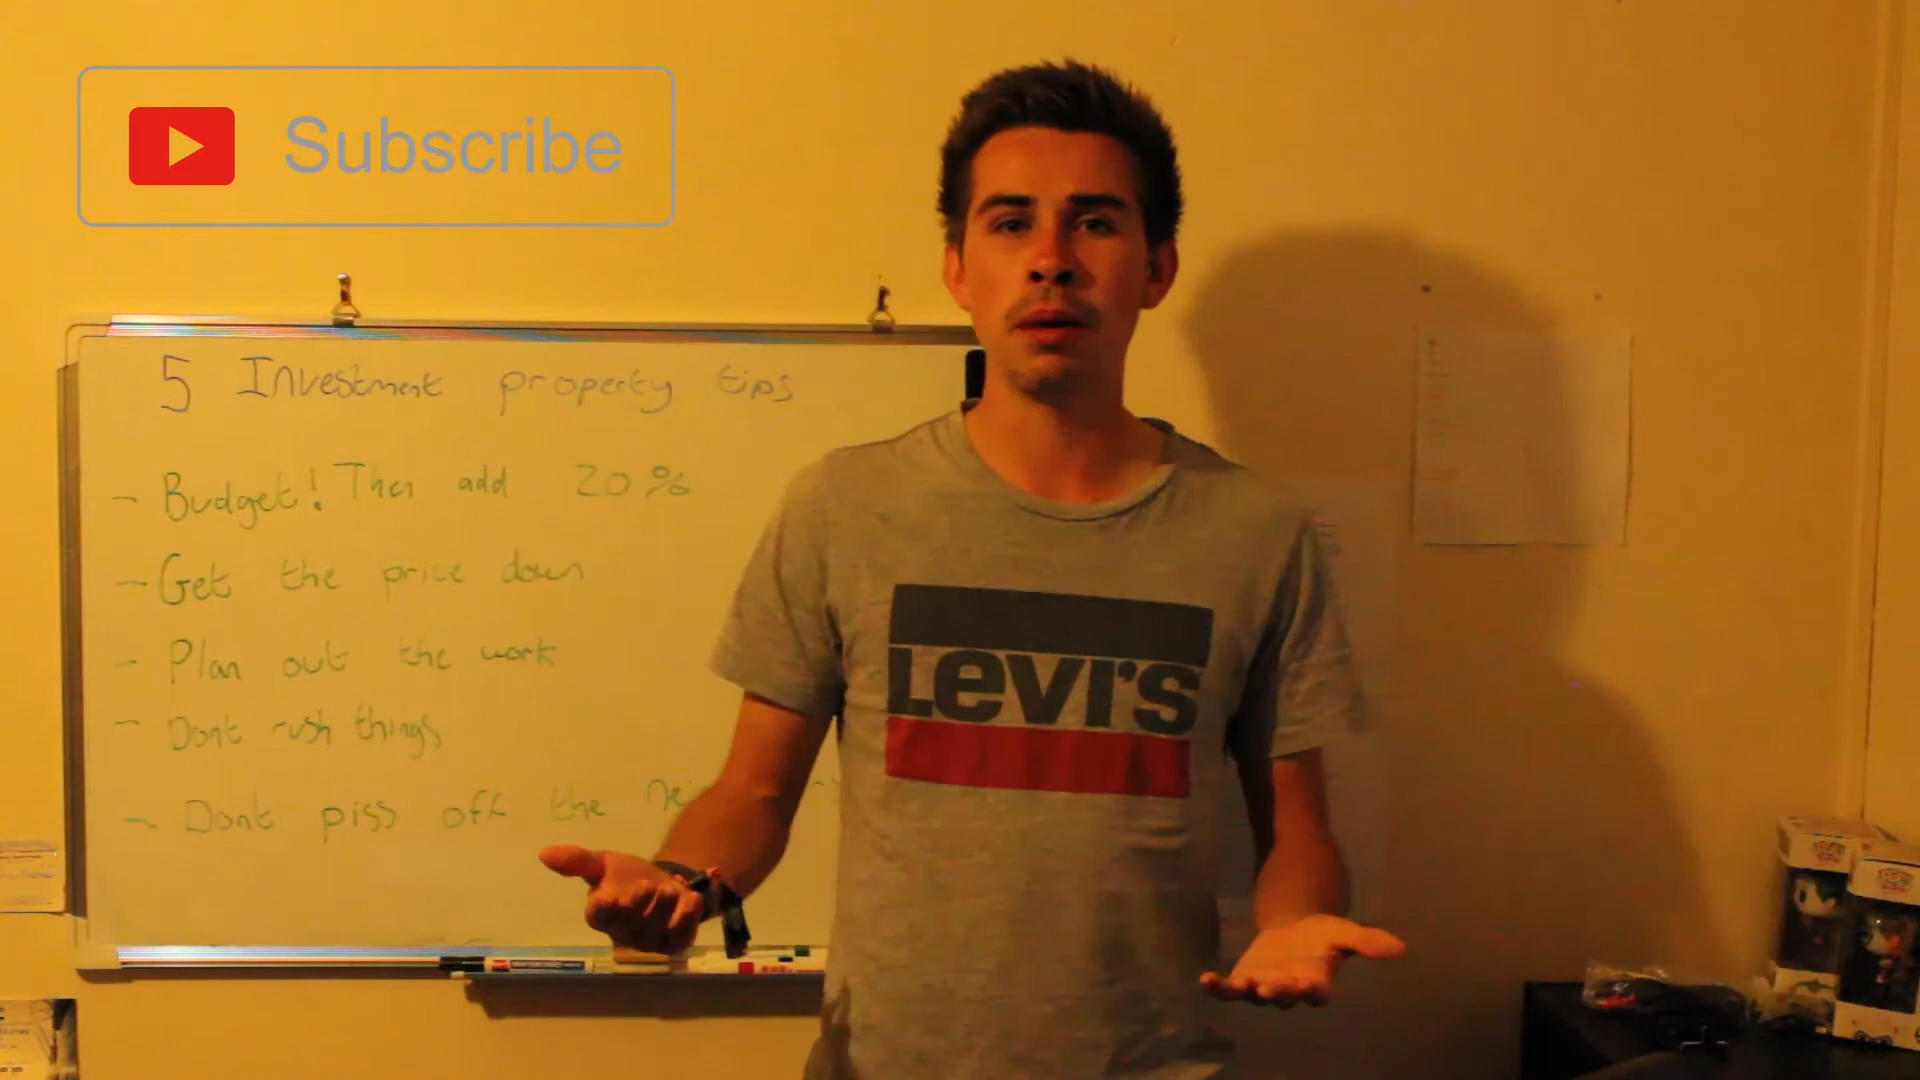 Subscribe
5 Investment property tips
- Budget! Then add 20%
- Get the price down
- Plan out the work
- Dont rush things
- Dont piss off the
LEVI'S